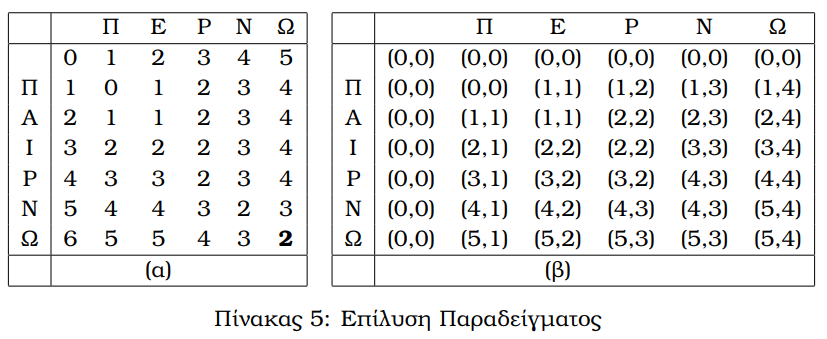 Π Ε Ρ Ν Ω Π Ε Ρ Ν Ω
0 1 2 3 4 5 (0,0) (0,0) (0,0) (0,0) (0,0) (0,0)
Π 1 0 1 2 3 4 Π (0,0) (0,0) (1,1) (1,2) (1,3) (1,4)
Α 2 1 1 2 3 4 Α (0,0) (1,1) (1,1) (2,2) (2,3) (2,4)
Ι 3 2 2 2 3 4 Ι (0,0) (2,1) (2,2) (2,2) (3,3) (3,4)
Ρ 4 3 3 2 3 4 Ρ (0,0) (3,1) (3,2) (3,2) (4,3) (4,4)
Ν 5 4 4 3 2 3 Ν (0,0) (4,1) (4,2) (4,3) (4,3) (5,4)
Ω 6 5 5 4 3 2 Ω (0,0) (5,1) (5,2) (5,3) (5,3) (5,4)
(α) (β)
Πίνακας 5: Επίλυση Παραδείγματος